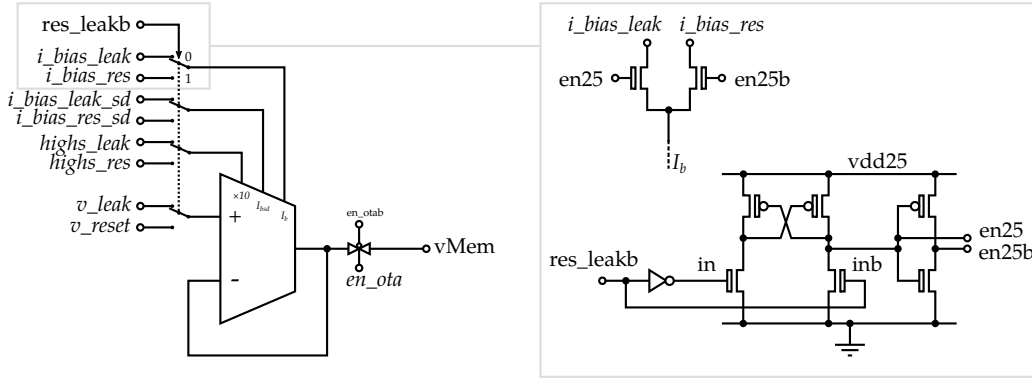 res_leakb
i_bias_leak
0
i_bias_res
1
i_bias_leak_sd
i_bias_res_sd
highs_leak
highs_res
v_leak
v_reset
×10
I_bsd
I_b
+
-
en_otab
en_ota
vMem
i_bias_leak
i_bias_res
en25
en25b
I_b
vdd25
res_leakb
in
inb
en25
en25b